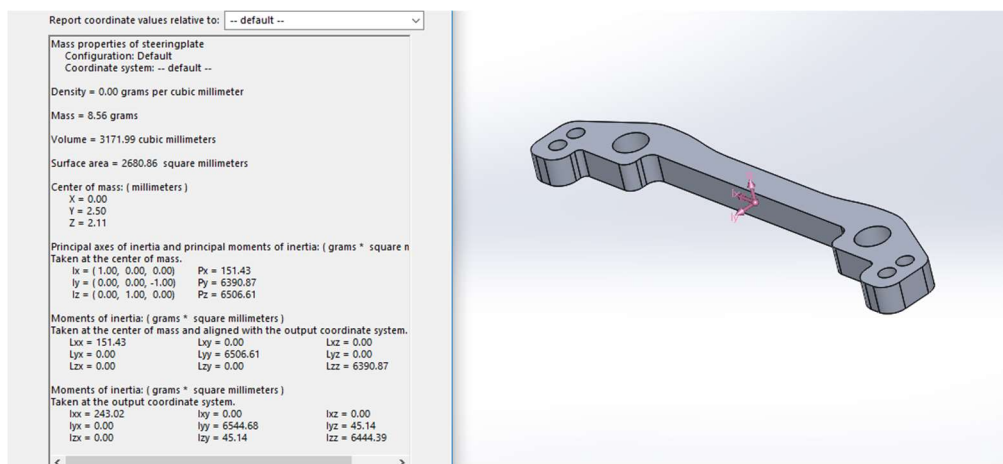 Report coordinate values relative to: -- default --
Mass properties of steeringplate
Configuration: Default
Coordinate system: -- default --
Density = 0.00 grams per cubic millimeter
Mass = 8.56 grams
Volume = 3171.99 cubic millimeters
Surface area = 2680.86 square millimeters
Center of mass: ( millimeters )
X = 0.00
Y = 2.50
Z = 2.11
Principal axes of inertia and principal moments of inertia: ( grams * square n
Taken at the center of mass.
Ix = ( 1.00, 0.00, 0.00) Px = 151.43
Iy = ( 0.00, 0.00, -1.00) Py = 6390.87
Iz = ( 0.00, 1.00, 0.00) Pz = 6506.61
Moments of inertia: ( grams * square millimeters )
Taken at the center of mass and aligned with the output coordinate system.
Lxx = 151.43 Lxy = 0.00 Lxz = 0.00
Lyx = 0.00 Lyy = 6506.61 Lyz = 0.00
Lzx = 0.00 Lzy = 0.00 Lzz = 6390.87
Moments of inertia: ( grams * square millimeters )
Taken at the output coordinate system.
Ixx = 243.02 Ixy = 0.00 Ixz = 0.00
Iyx = 0.00 Iyy = 6544.68 Iyz = 45.14
Izx = 0.00 Izy = 45.14 Izz = 6444.39